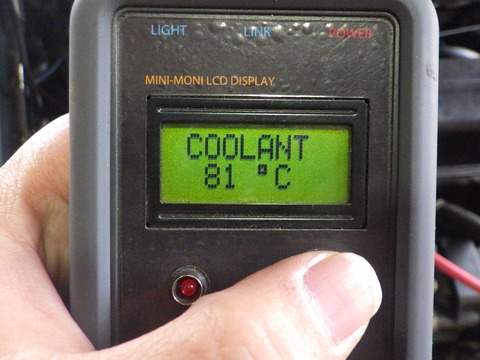 LIGHT LINK POWER
MINI-MONI LCD DISPLAY
COOLANT
81 °C